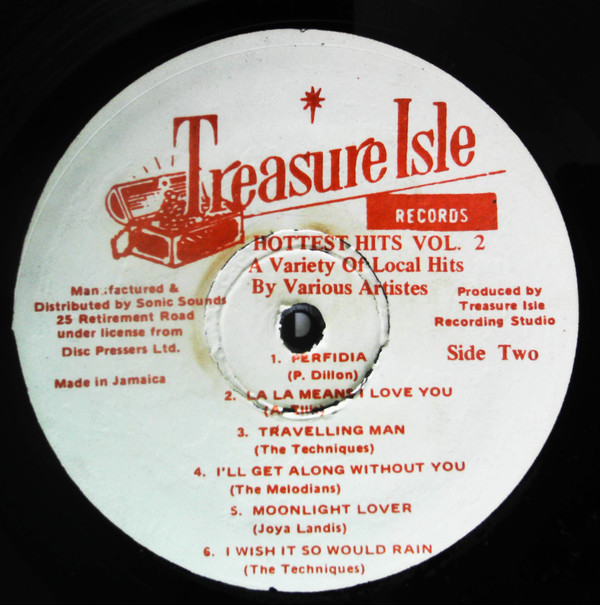 Treasure Isle
RECORDS
HOTTEST HITS VOL. 2
A Variety Of Local Hits
By Various Artistes
Manufactured &
Distributed by Sonic Sounds
25 Retirement Road
under license from
Disc Pressers Ltd.
Made in Jamaica
Produced by
Treasure Isle
Recording Studio
Side Two
1. PERFIDIA
(P. Dillon)
2. LA LA MEANS I LOVE YOU
(A. Ellis)
3. TRAVELLING MAN
(The Techniques)
4. I'LL GET ALONG WITHOUT YOU
(The Melodians)
5. MOONLIGHT LOVER
(Joya Landis)
6. I WISH IT SO WOULD RAIN
(The Techniques)